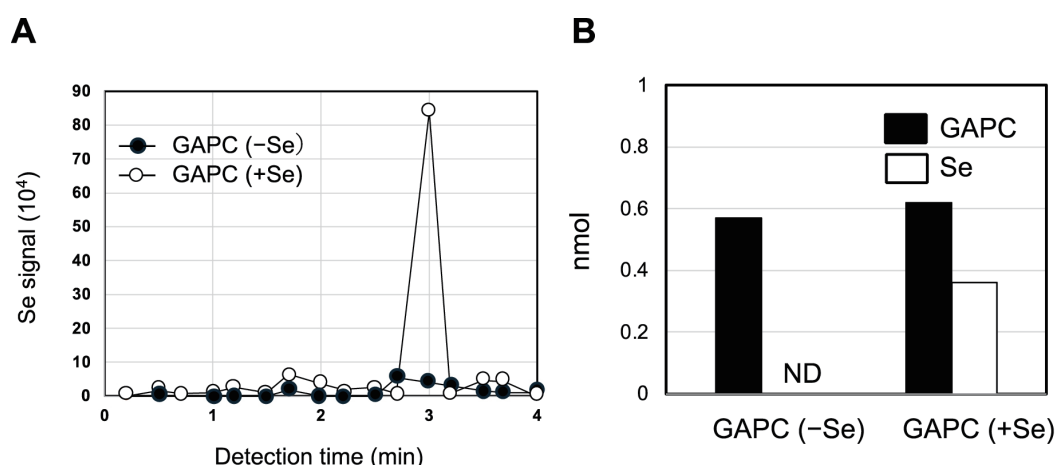 A
Se signal (10⁴)
90
80
70
60
50
40
30
20
10
0
GAPC (−Se）
GAPC (+Se)
0 1 2 3 4
Detection time (min)
B
nmol
1
0.8
0.6
0.4
0.2
0
GAPC
Se
ND
GAPC (−Se) GAPC (+Se)